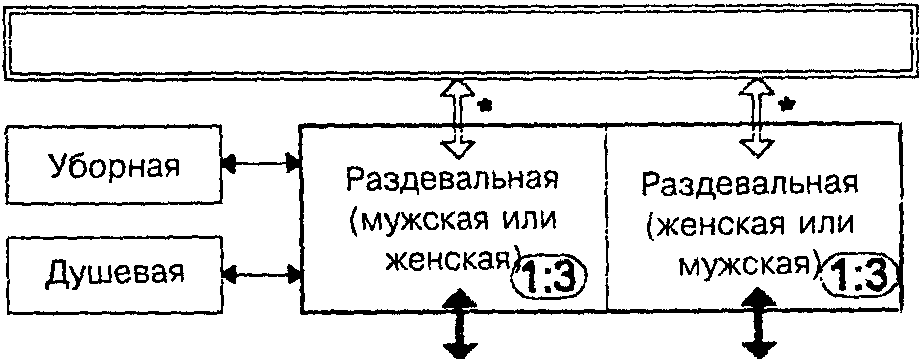 *
*
Уборная
Раздевальная
(мужская или
женская)
1:3
Раздевальная
(женская или
мужская)
1:3
Душевая